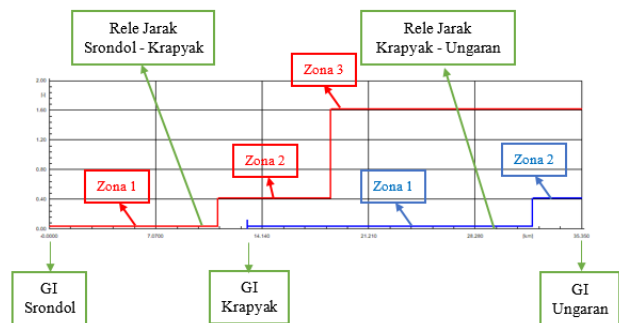 Rele Jarak
Srondol - Krapyak
Rele Jarak
Krapyak - Ungaran
Zona 3
Zona 2
Zona 1
Zona 1
Zona 2
2.00
1.60
1.20
0.80
0.40
0.00
-0.0000
7.0700
14.140
21.210
28.280
35.350
GI
Srondol
GI
Krapyak
GI
Ungaran